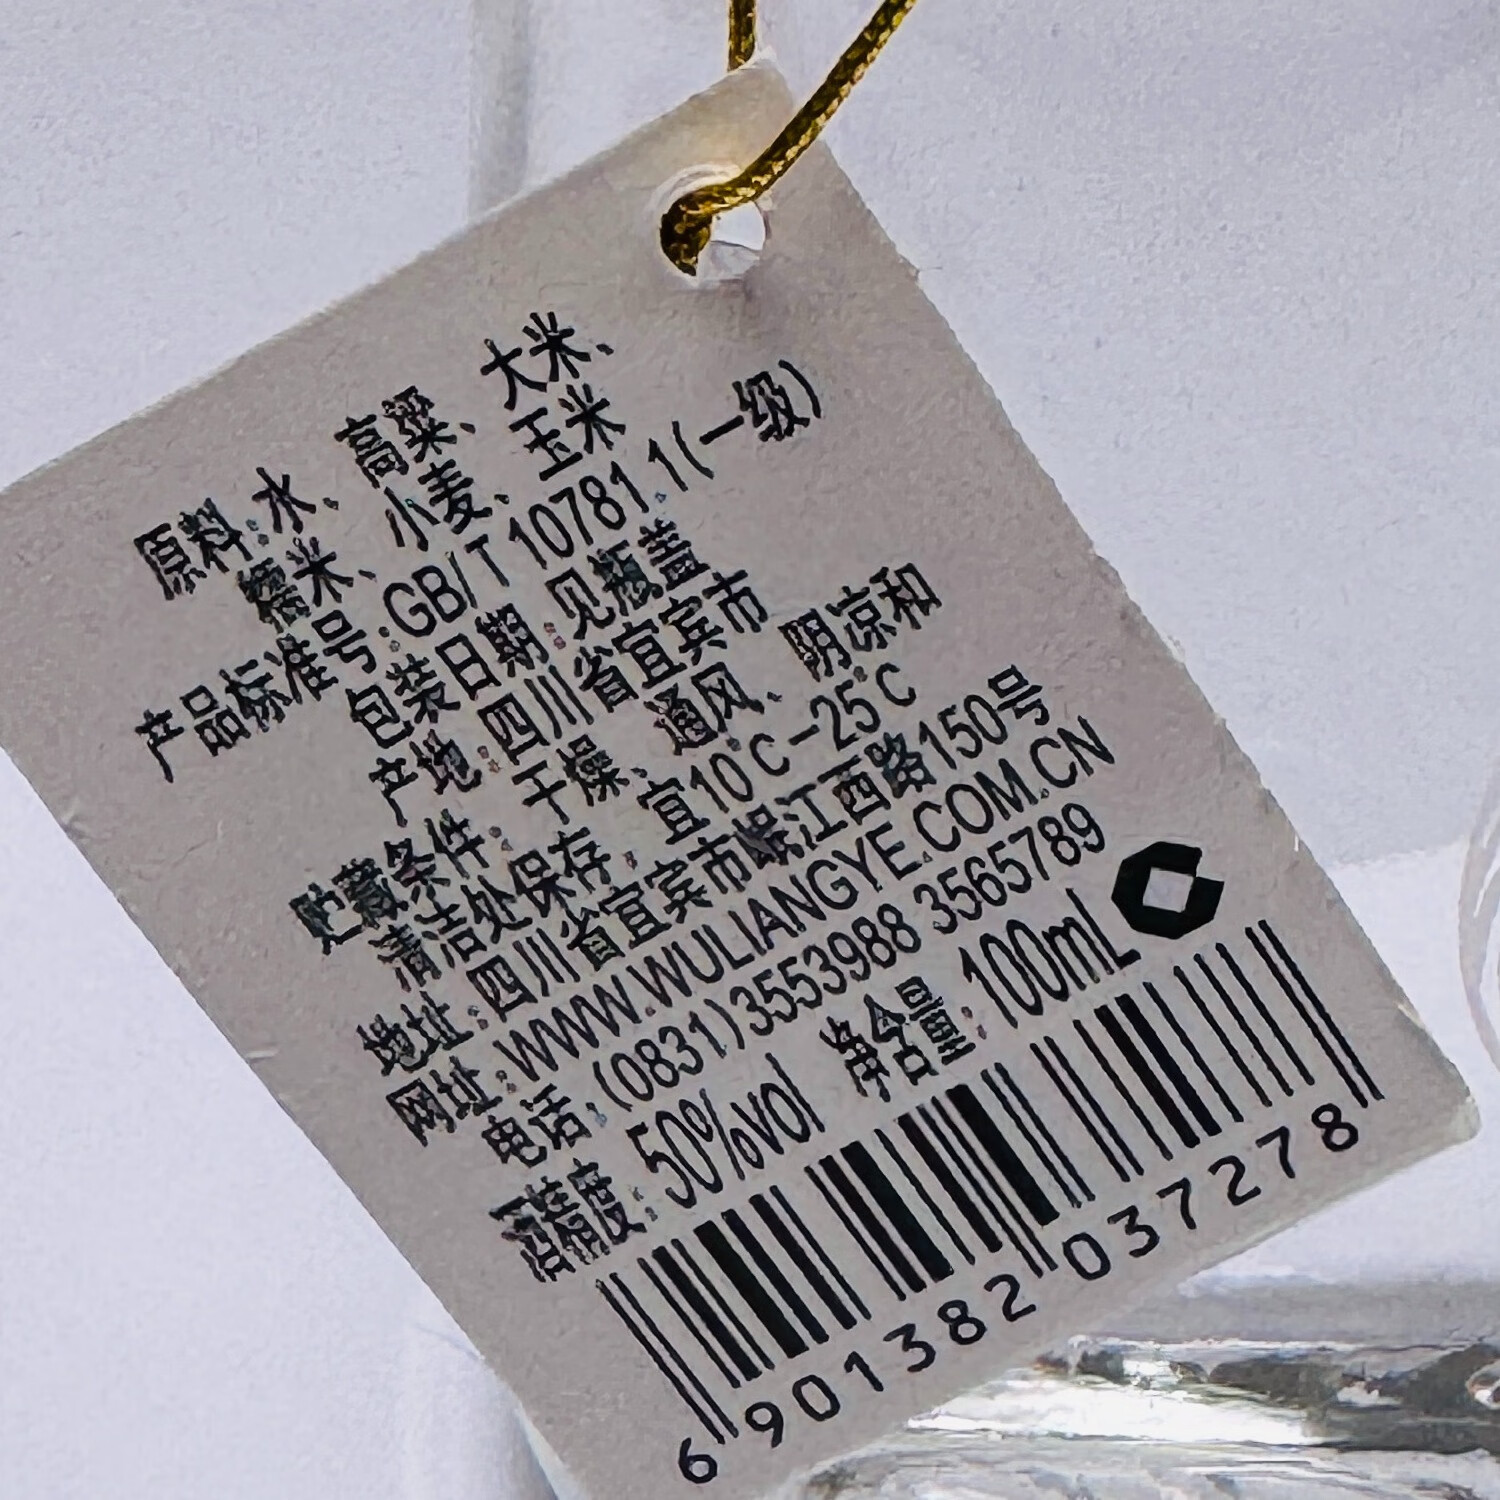 原料:水、高粱、大米、
糯米、小麦、玉米
产品标准号:GB/T 10781.1(一级)
包装日期:见瓶盖
产地:四川省宜宾市
贮藏条件:干燥、通风、阴凉和
清洁处保存,宜10℃-25℃
地址:四川省宜宾市岷江西路150号
网址:WWW.WULIANGYE.COM.CN
电话:(0831)3553988 3565789
酒精度:50%vol 净含量:100mL
6 901382 037278